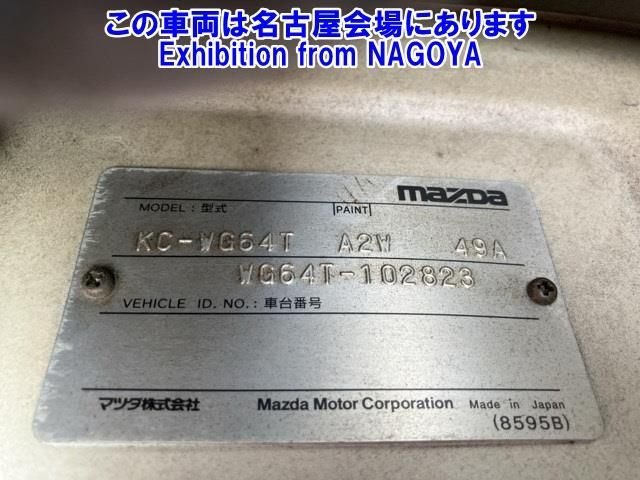 この車両は名古屋会場にあります
Exhibition from NAGOYA
mazda
MODEL : 型式 PAINT
KC-WG64T A2W 49A
WG64T-102823
VEHICLE ID. NO. : 車台番号
マツダ株式会社 Mazda Motor Corporation Made in Japan
(8595B)